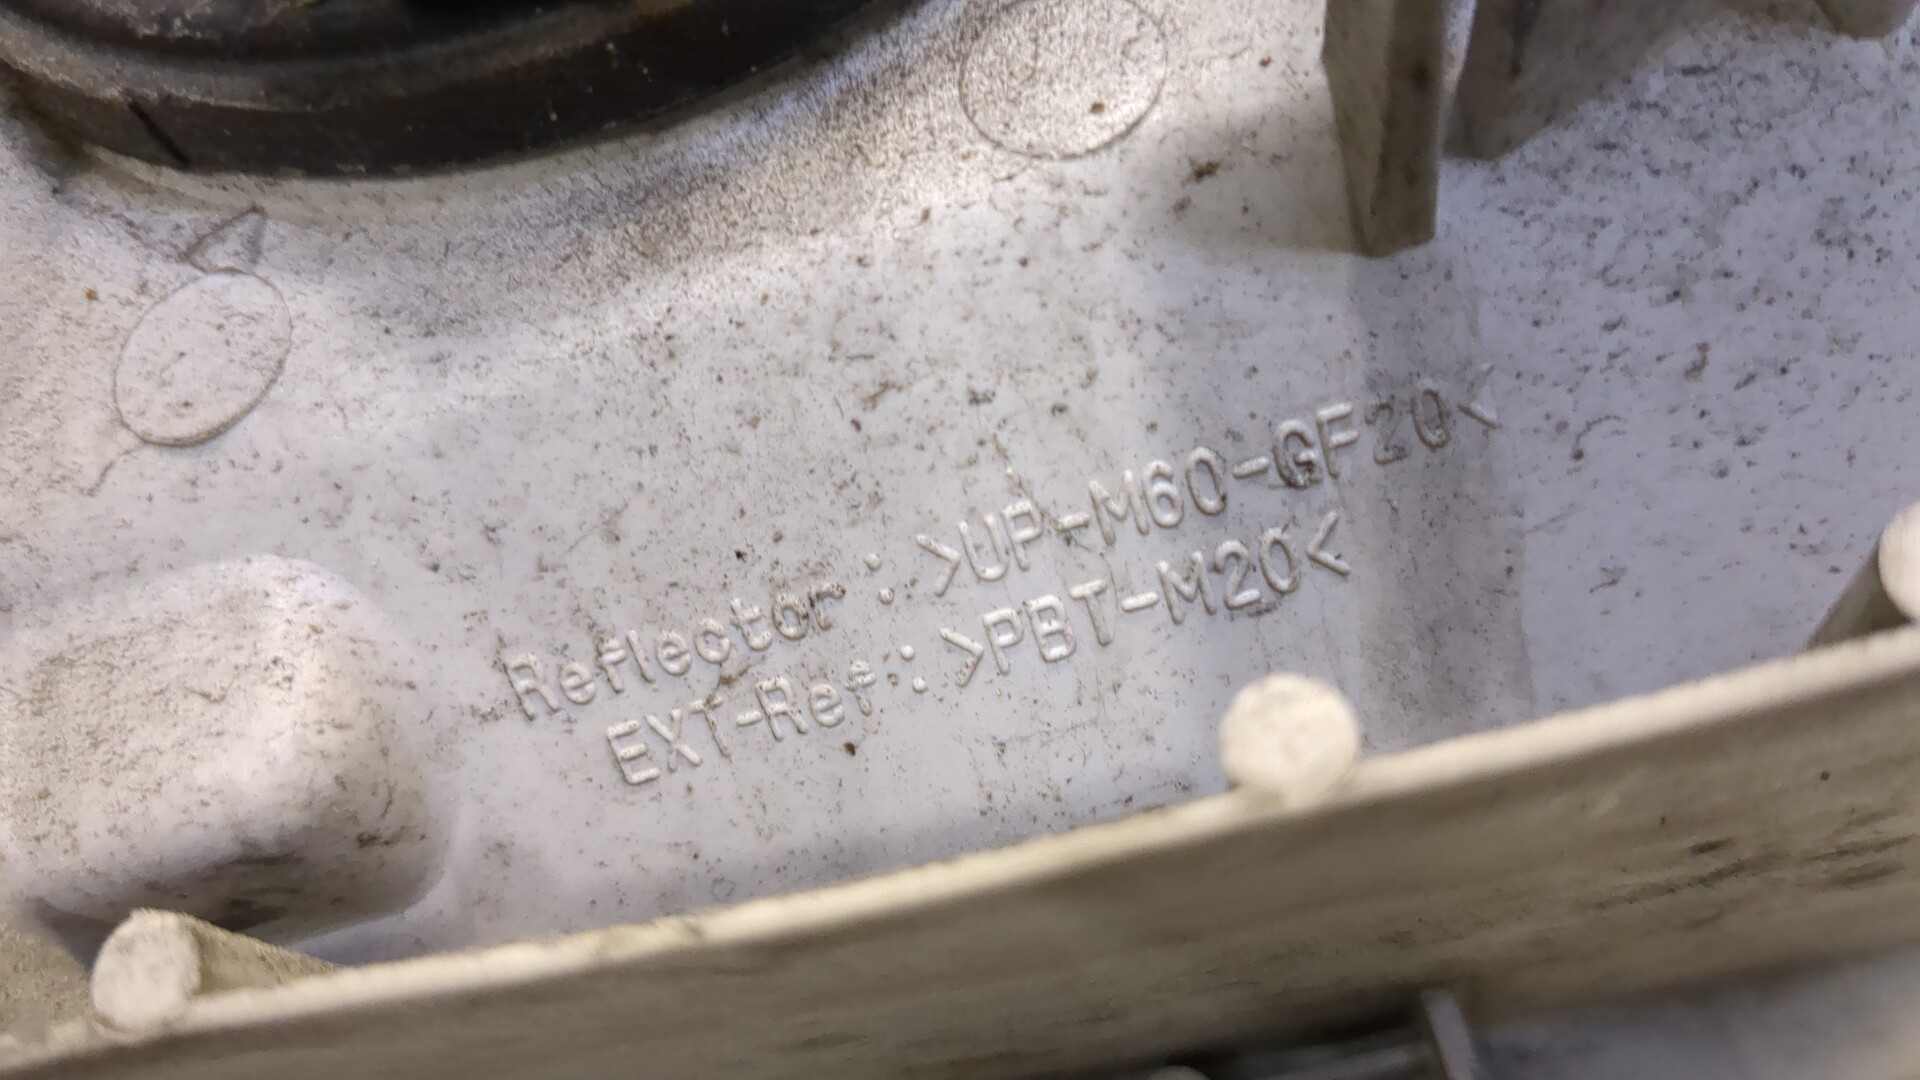 Reflector : >UP-M60-GF20<
EXT-Ref : >PBT-M20<